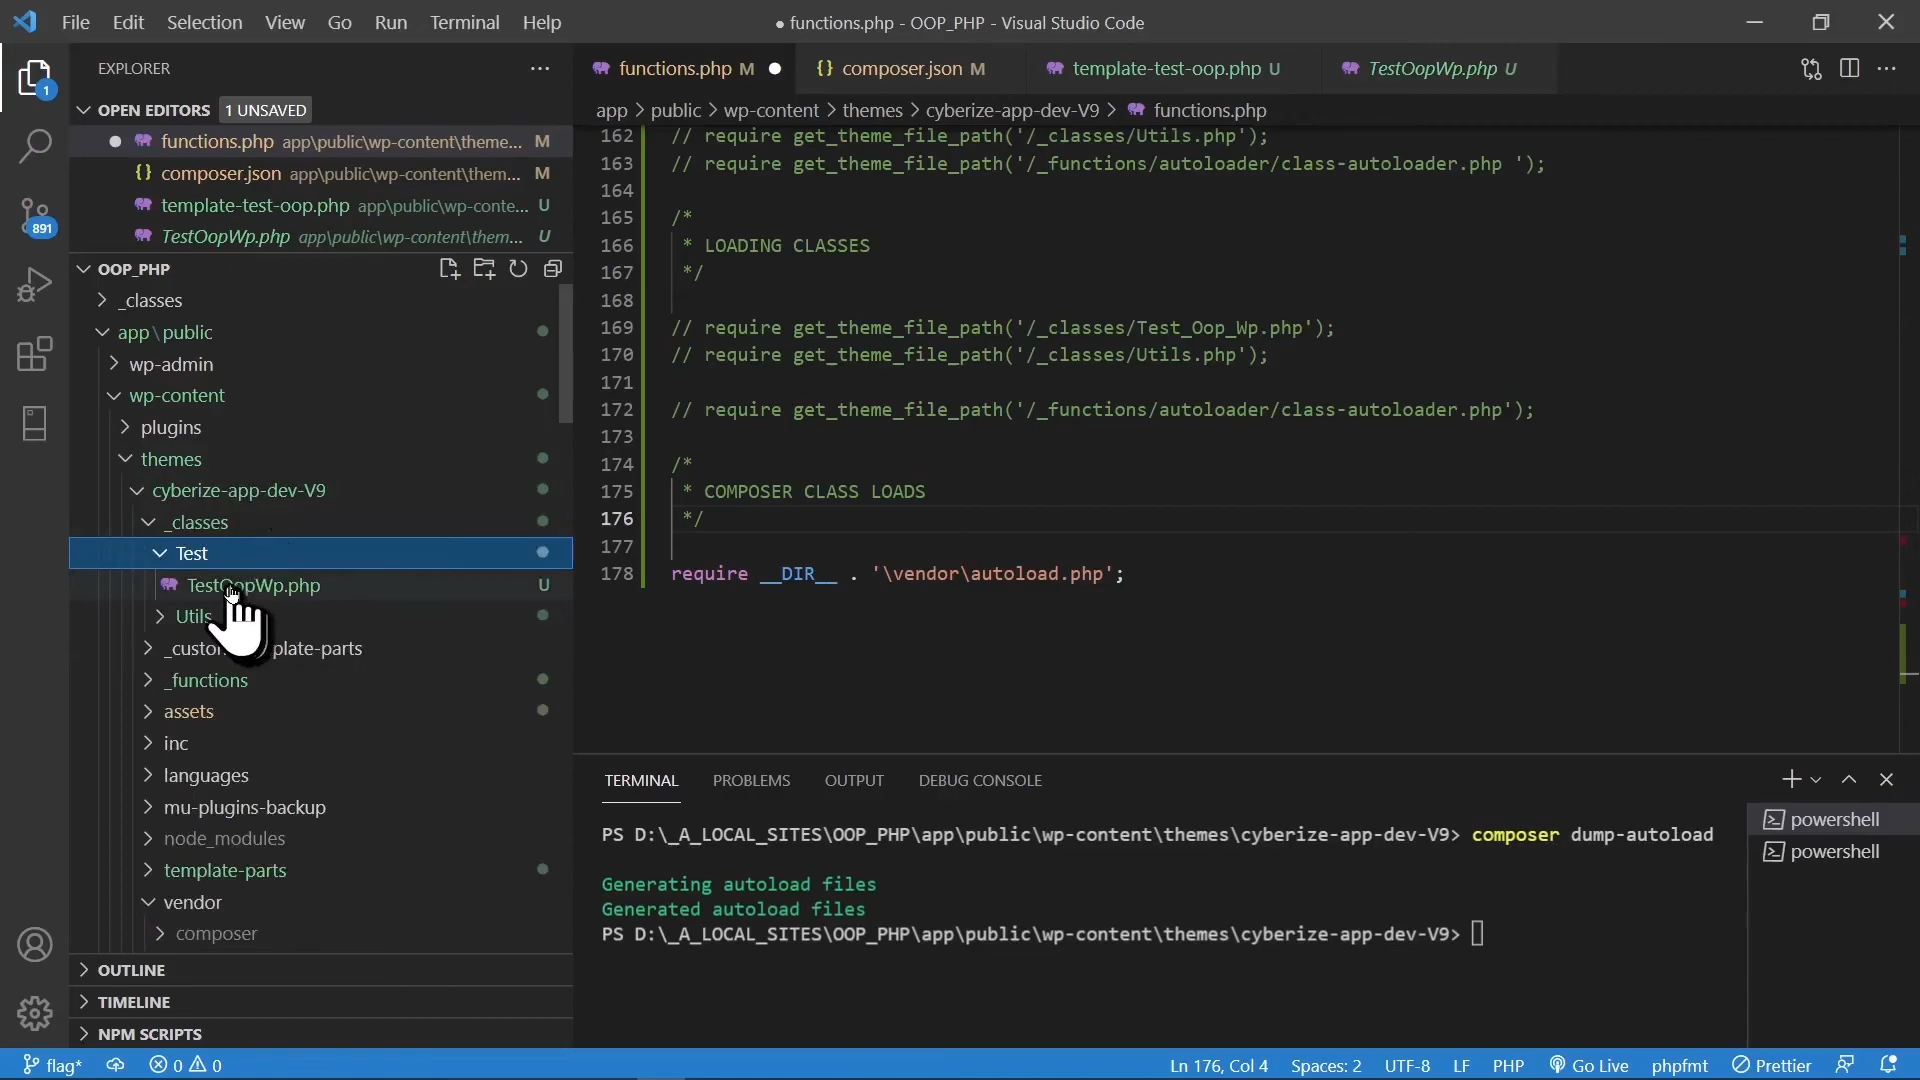 File Edit Selection View Go Run Terminal Help
● functions.php - OOP_PHP - Visual Studio Code
EXPLORER
functions.php M
composer.json M
template-test-oop.php U
TestOopWp.php U
1
OPEN EDITORS 1 UNSAVED
app > public > wp-content > themes > cyberize-app-dev-V9 > functions.php
functions.php app\public\wp-content\theme... M
composer.json app\public\wp-content\them... M
template-test-oop.php app\public\wp-conte... U
TestOopWp.php app\public\wp-content\them... U
891
OOP_PHP
_classes
app\public
wp-admin
wp-content
plugins
themes
cyberize-app-dev-V9
_classes
Test
TestOopWp.php U
Utils
_functions
assets
inc
languages
mu-plugins-backup
node_modules
template-parts
vendor
composer
OUTLINE
TIMELINE
NPM SCRIPTS
162 // require get_theme_file_path('/_classes/Utils.php');
163 // require get_theme_file_path('/_functions/autoloader/class-autoloader.php ');
164
165 /*
166 * LOADING CLASSES
167 */
168
169 // require get_theme_file_path('/_classes/Test_Oop_Wp.php');
170 // require get_theme_file_path('/_classes/Utils.php');
171
172 // require get_theme_file_path('/_functions/autoloader/class-autoloader.php');
173
174 /*
175 * COMPOSER CLASS LOADS
176 */
177
178 require __DIR__ . '\vendor\autoload.php';
TERMINAL PROBLEMS OUTPUT DEBUG CONSOLE
PS D:\_A_LOCAL_SITES\OOP_PHP\app\public\wp-content\themes\cyberize-app-dev-V9> composer dump-autoload
Generating autoload files
Generated autoload files
PS D:\_A_LOCAL_SITES\OOP_PHP\app\public\wp-content\themes\cyberize-app-dev-V9>
powershell
powershell
flag* 0 0
Ln 176, Col 4 Spaces: 2 UTF-8 LF PHP Go Live phpfmt Prettier